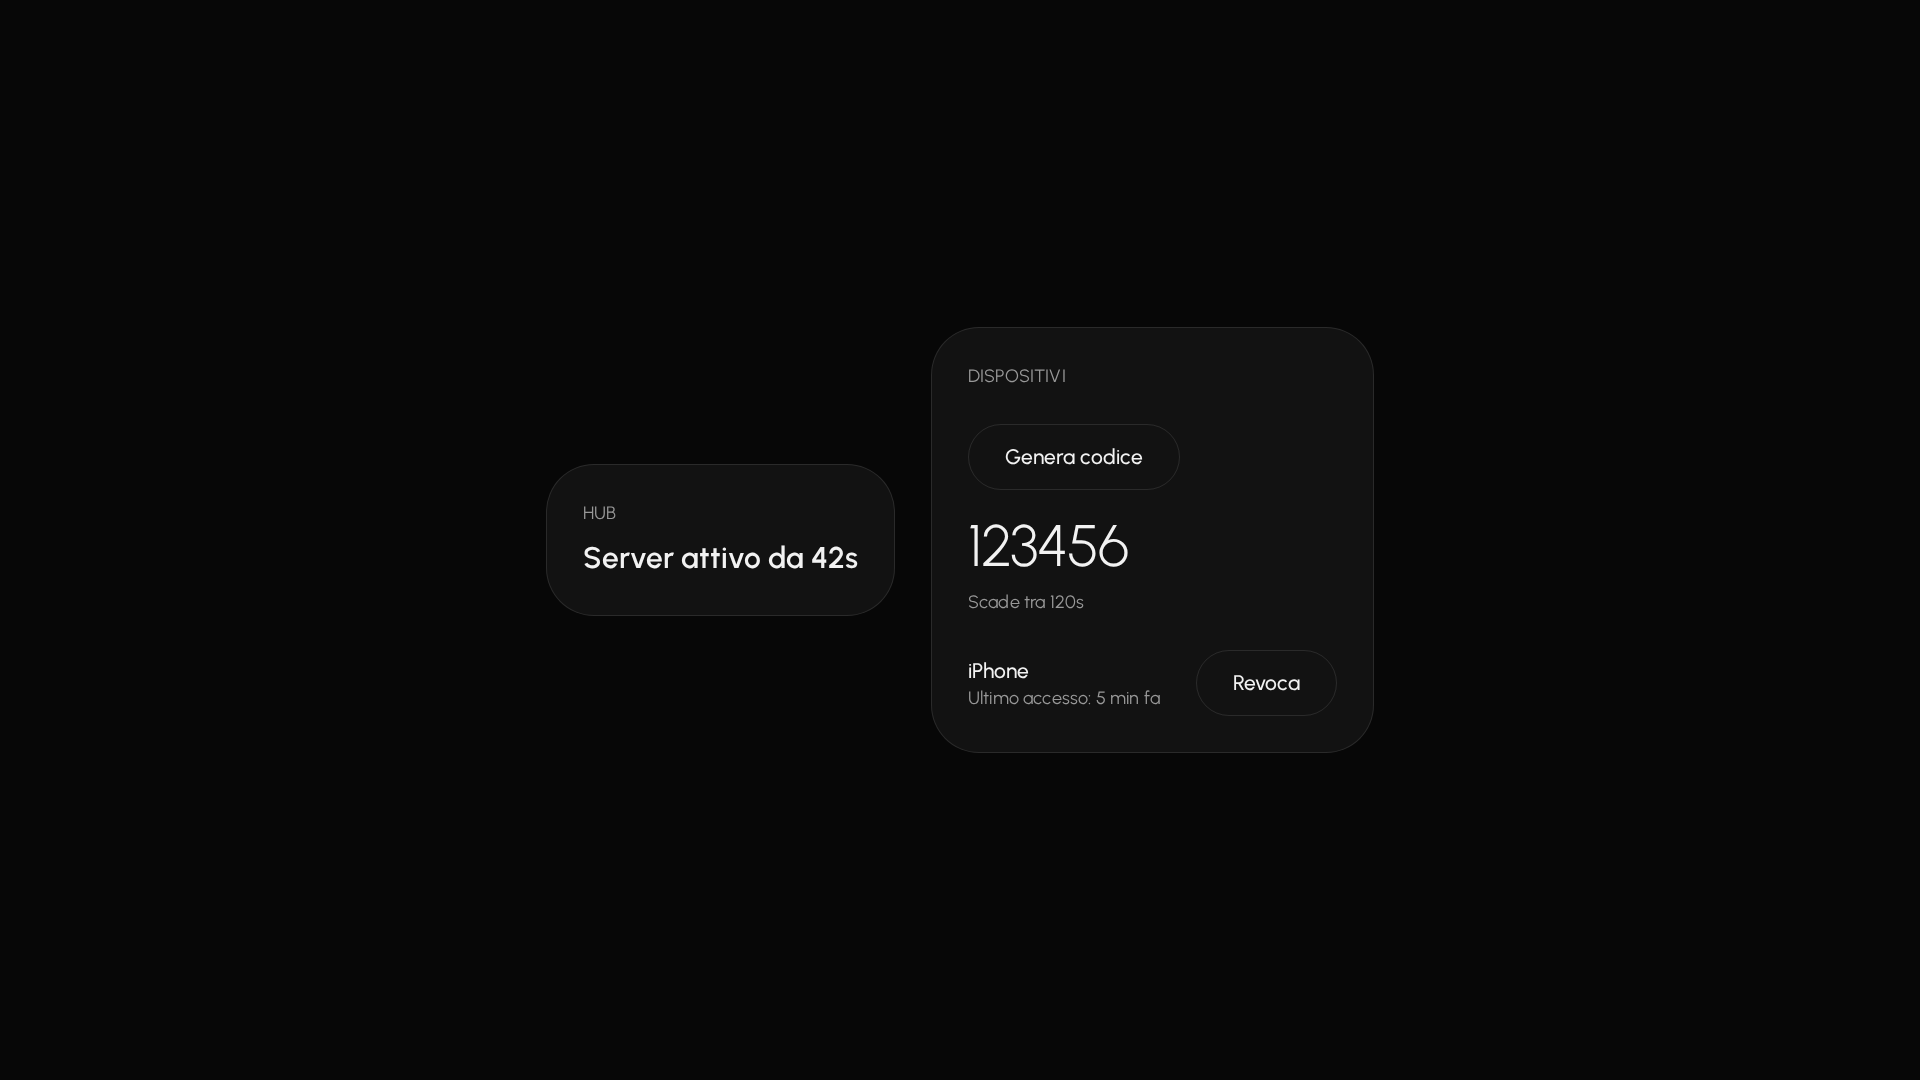 HUB
Server attivo da 42s
DISPOSITIVI
Genera codice
123456
Scade tra 120s
iPhone
Ultimo accesso: 5 min fa
Revoca